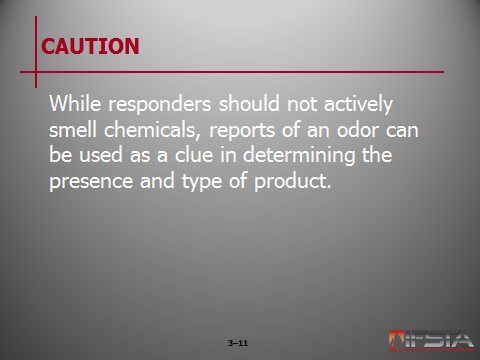 CAUTION
While responders should not actively
smell chemicals, reports of an odor can
be used as a clue in determining the
presence and type of product.
3–11
IFSTA